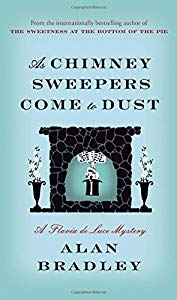 From the internationally bestselling author of
THE SWEETNESS AT THE BOTTOM OF THE PIE
As CHIMNEY
SWEEPERS
COME to DUST
A Flavia de Luce Mystery
ALAN
BRADLEY